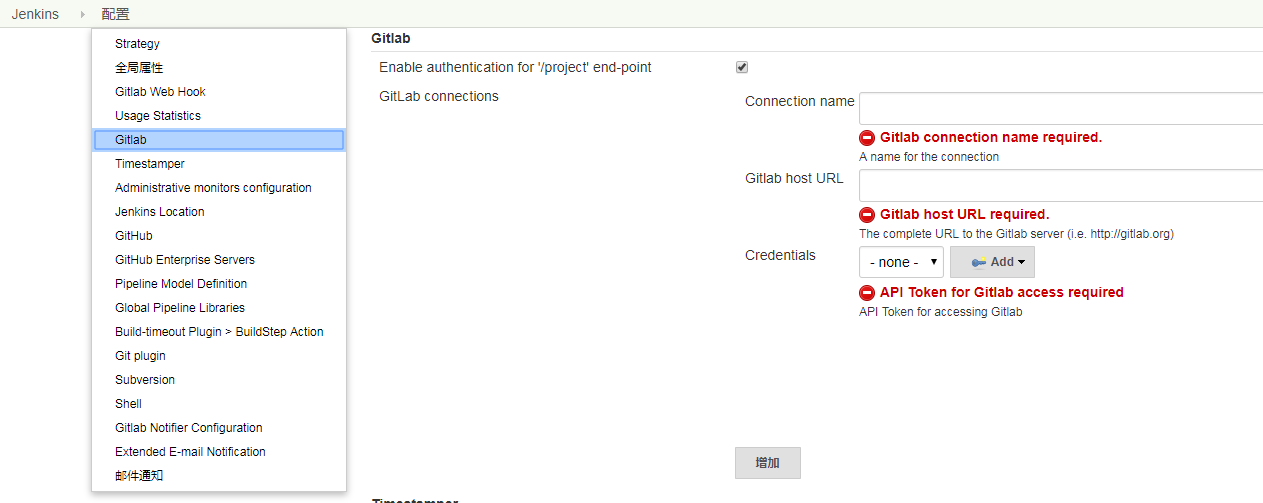 Jenkins 配置
Strategy
全局属性
Gitlab Web Hook
Usage Statistics
Gitlab
Timestamper
Administrative monitors configuration
Jenkins Location
GitHub
GitHub Enterprise Servers
Pipeline Model Definition
Global Pipeline Libraries
Build-timeout Plugin > BuildStep Action
Git plugin
Subversion
Shell
Gitlab Notifier Configuration
Extended E-mail Notification
邮件通知
Gitlab
Enable authentication for '/project' end-point
GitLab connections
Connection name
Gitlab connection name required.
A name for the connection
Gitlab host URL
Gitlab host URL required.
The complete URL to the Gitlab server (i.e. http://gitlab.org)
Credentials
- none - Add
API Token for Gitlab access required
API Token for accessing Gitlab
增加
Timestamper